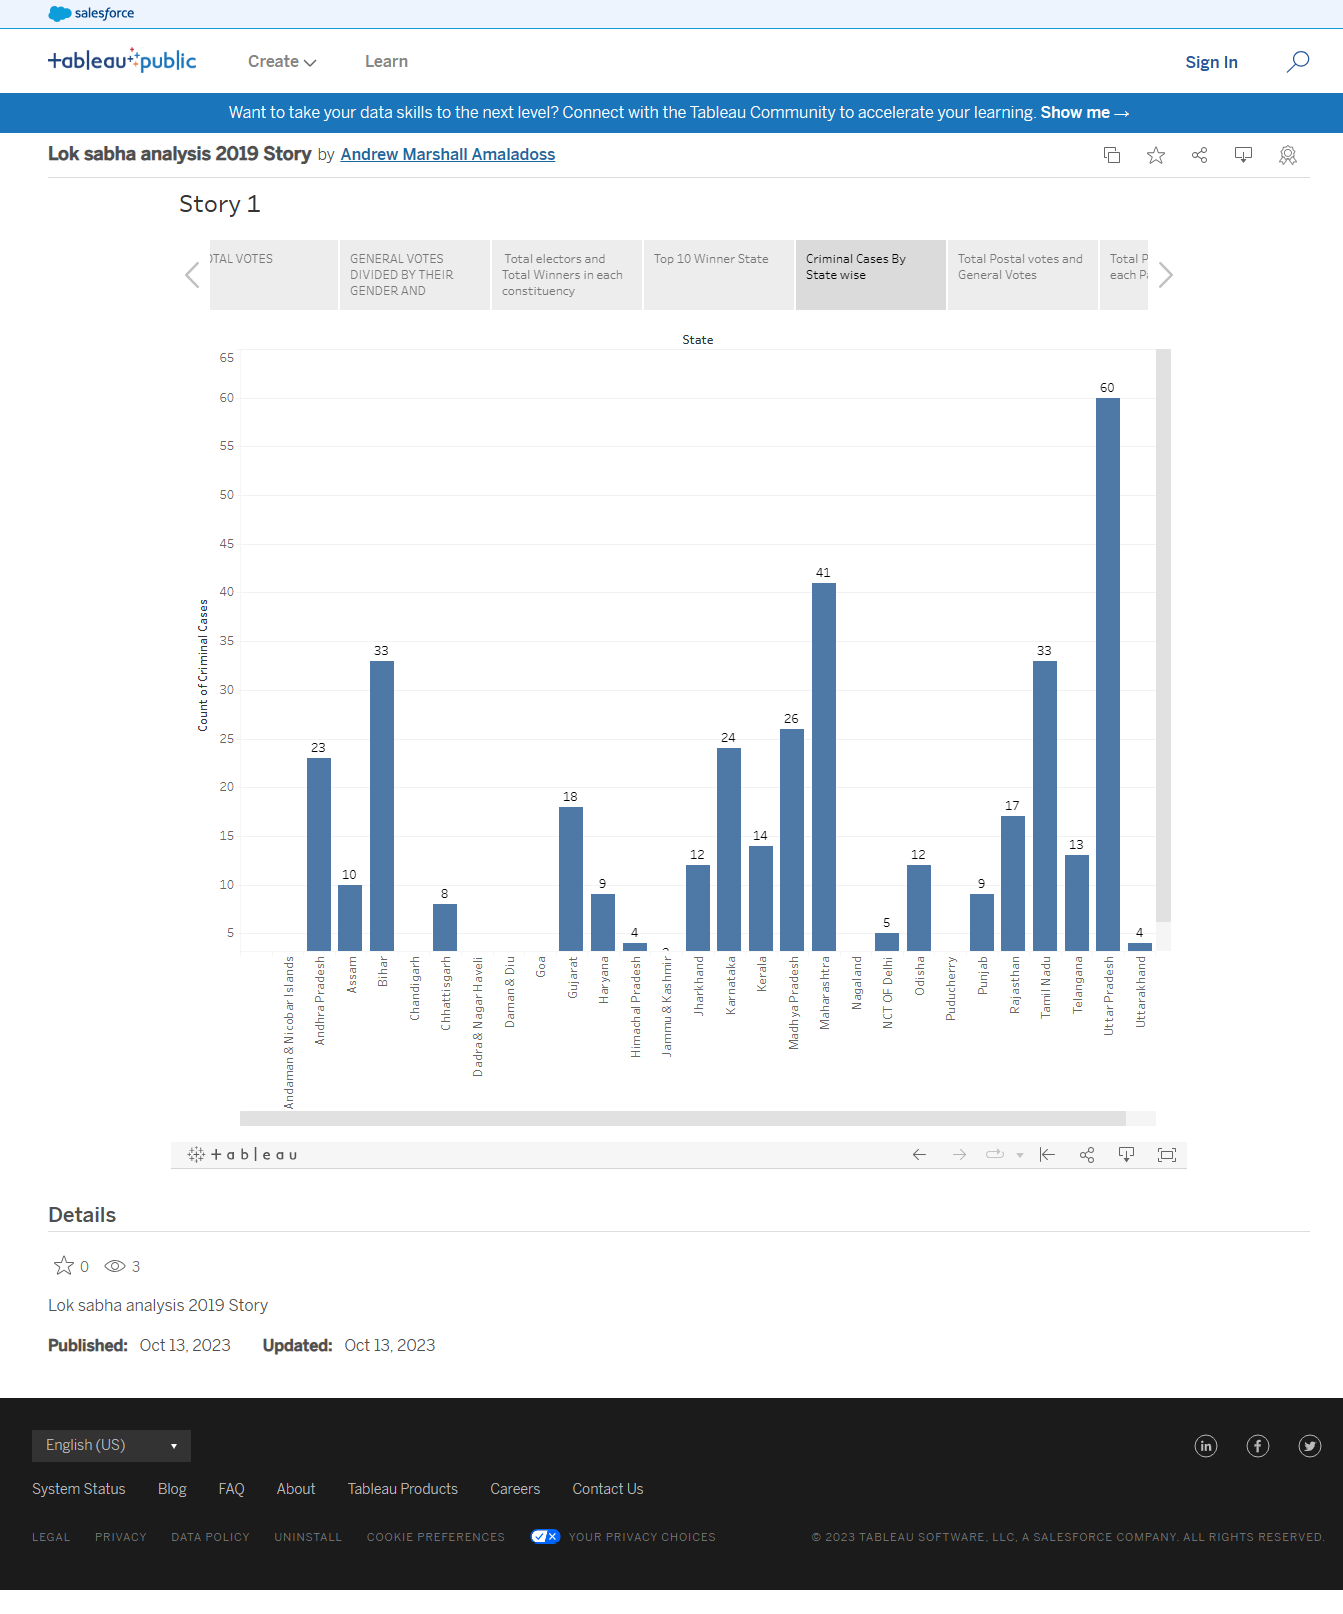 salesforce
+ableau+public
Create
Learn
Sign In
Want to take your data skills to the next level? Connect with the Tableau Community to accelerate your learning. Show me →
Lok sabha analysis 2019 Story by Andrew Marshall Amaladoss
Story 1
OTAL VOTES
GENERAL VOTES
DIVIDED BY THEIR
GENDER AND
Total electors and
Total Winners in each
constituency
Top 10 Winner State
Criminal Cases By
State wise
Total Postal votes and
General Votes
Total P
each Pa
State
Count of Criminal Cases
65
60
55
50
45
40
35
30
25
20
15
10
5
23
10
33
8
18
9
4
12
24
14
26
41
5
12
9
17
33
13
60
4
Andaman & Nicobar Islands
Andhra Pradesh
Assam
Bihar
Chandigarh
Chhattisgarh
Dadra & Nagar Haveli
Daman & Diu
Goa
Gujarat
Haryana
Himachal Pradesh
Jammu & Kashmir
Jharkhand
Karnataka
Kerala
Madhya Pradesh
Maharashtra
Nagaland
NCT OF Delhi
Odisha
Puducherry
Punjab
Rajasthan
Tamil Nadu
Telangana
Uttar Pradesh
Uttarakhand
+ableau
Details
0 3
Lok sabha analysis 2019 Story
Published: Oct 13, 2023 Updated: Oct 13, 2023
English (US)
System Status Blog FAQ About Tableau Products Careers Contact Us
LEGAL PRIVACY DATA POLICY UNINSTALL COOKIE PREFERENCES YOUR PRIVACY CHOICES
© 2023 TABLEAU SOFTWARE, LLC, A SALESFORCE COMPANY. ALL RIGHTS RESERVED.